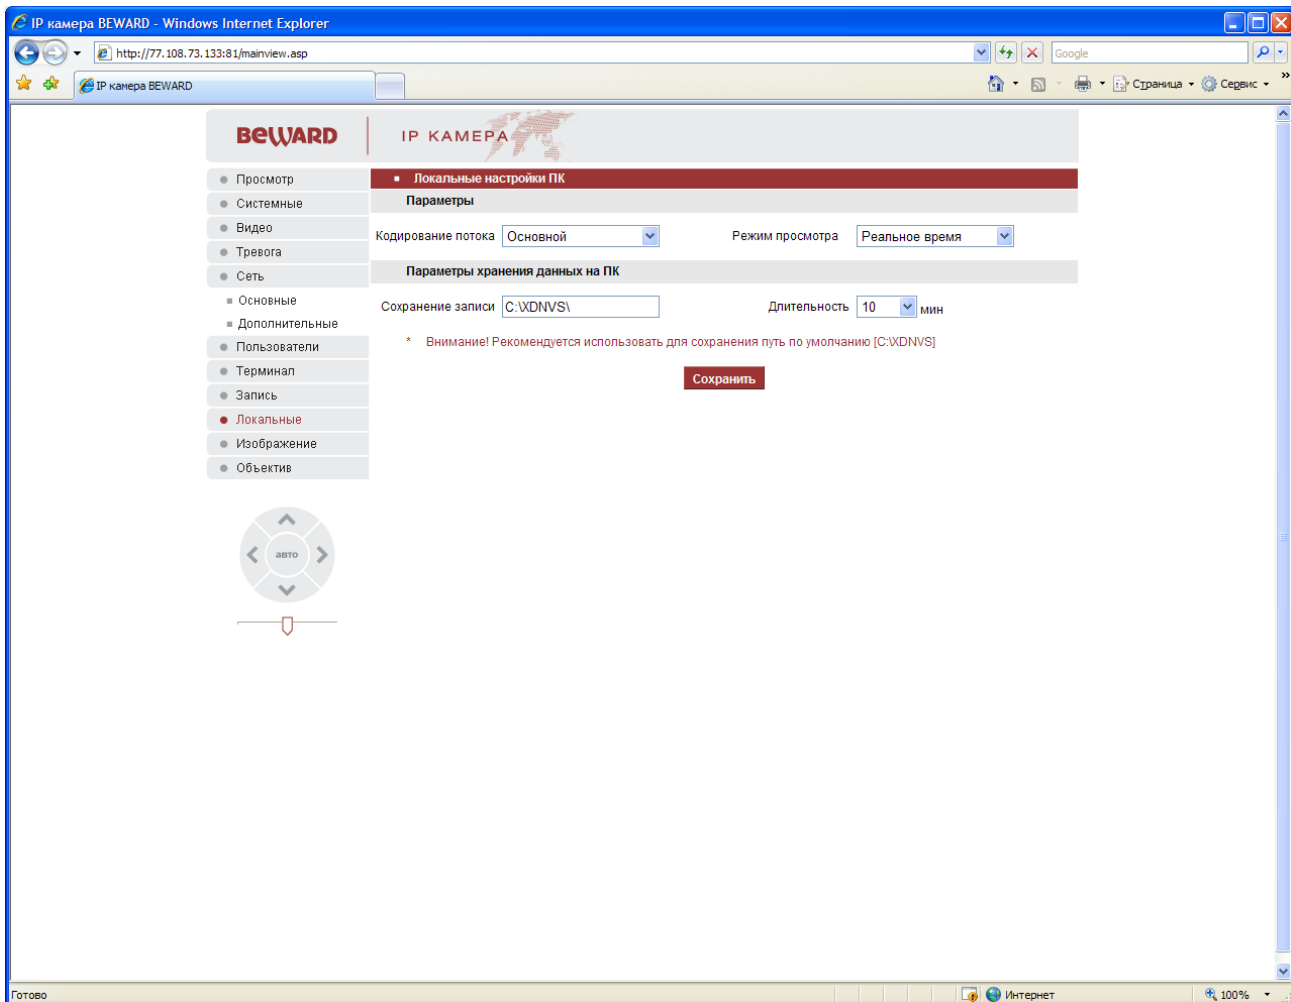 IP камера BEWARD - Windows Internet Explorer
http://77.108.73.133:81/mainview.asp
Google
IP камера BEWARD
Страница
Сервис
BEWARD
IP КАМЕРА
Просмотр
Системные
Видео
Тревога
Сеть
Основные
Дополнительные
Пользователи
Терминал
Запись
Локальные
Изображение
Объектив
авто
Локальные настройки ПК
Параметры
Кодирование потока Основной Режим просмотра Реальное время
Параметры хранения данных на ПК
Сохранение записи C:\XDNVS\ Длительность 10 мин
* Внимание! Рекомендуется использовать для сохранения путь по умолчанию [C:\XDNVS]
Сохранить
Готово
Интернет
100%